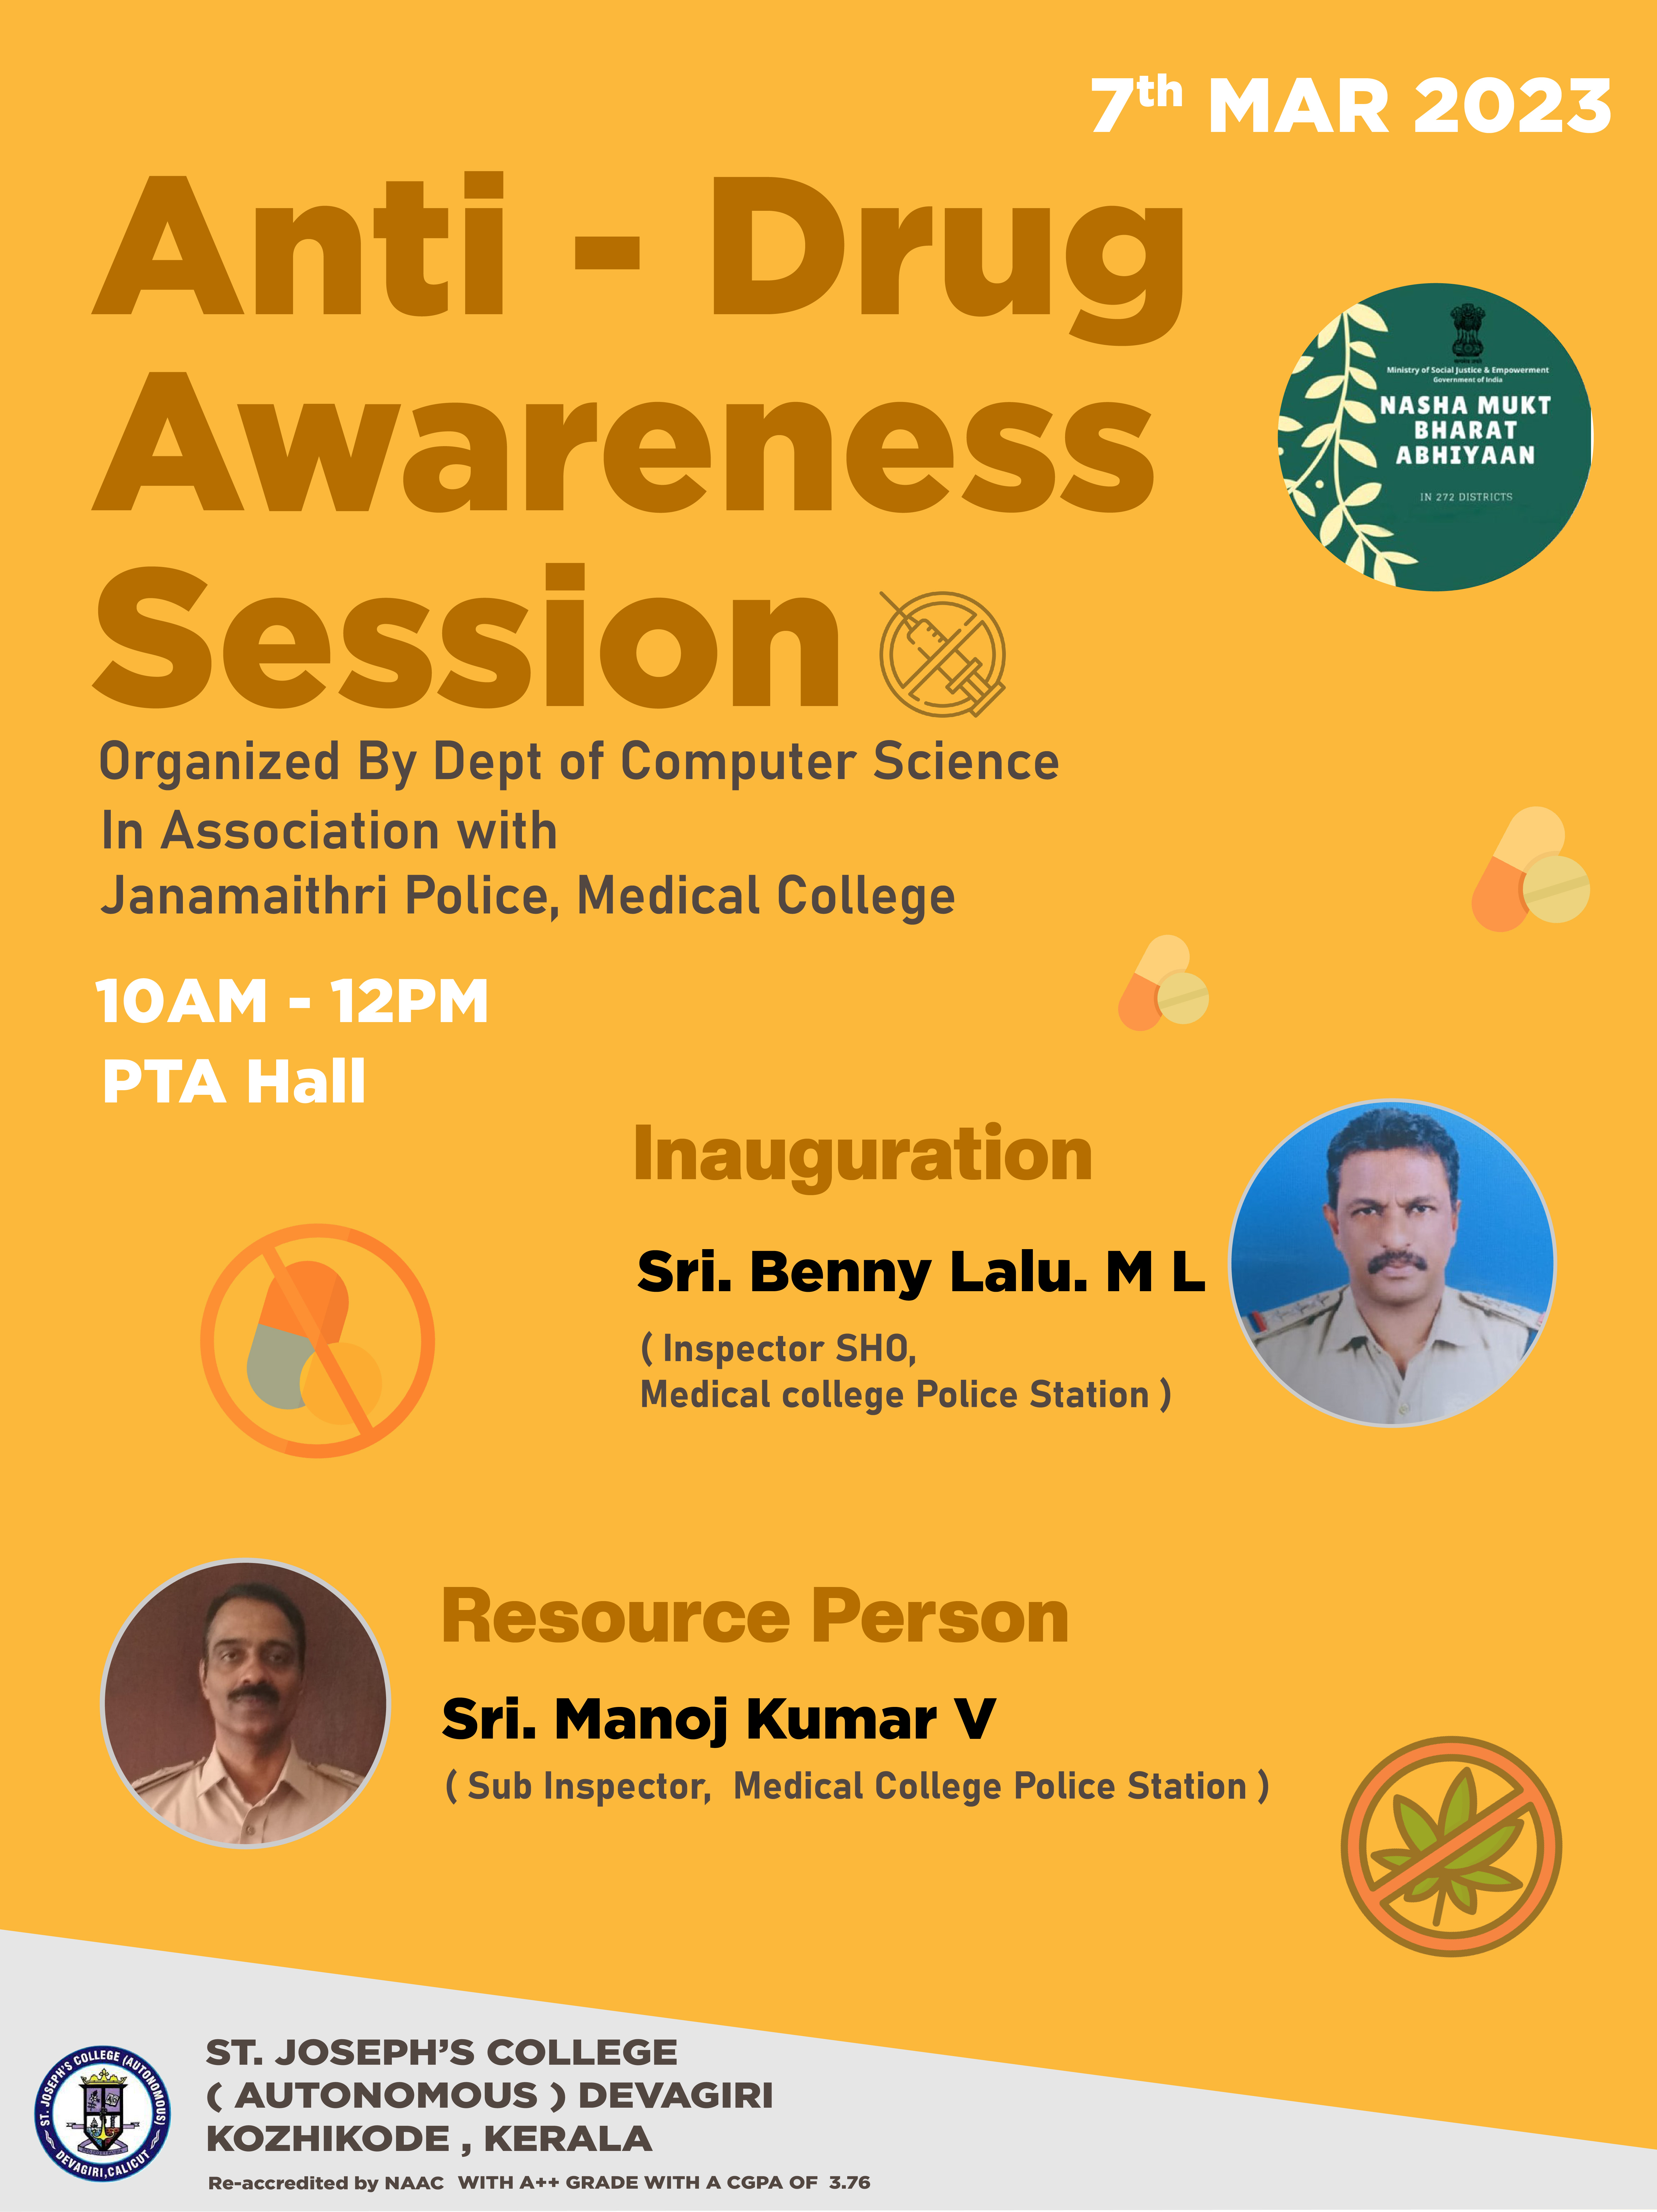 7th MAR 2023
Anti - Drug
Awareness
Session
Ministry of Social Justice & Empowerment
Government of India
NASHA MUKT
BHARAT
ABHIYAAN
IN 272 DISTRICTS
Organized By Dept of Computer Science
In Association with
Janamaithri Police, Medical College
10AM - 12PM
PTA Hall
Inauguration
Sri. Benny Lalu. M L
( Inspector SHO,
Medical college Police Station )
Resource Person
Sri. Manoj Kumar V
( Sub Inspector, Medical College Police Station )
ST. JOSEPH'S COLLEGE (AUTONOMOUS)
DEVAGIRI, CALICUT
ST. JOSEPH’S COLLEGE
( AUTONOMOUS ) DEVAGIRI
KOZHIKODE , KERALA
Re-accredited by NAAC WITH A++ GRADE WITH A CGPA OF 3.76